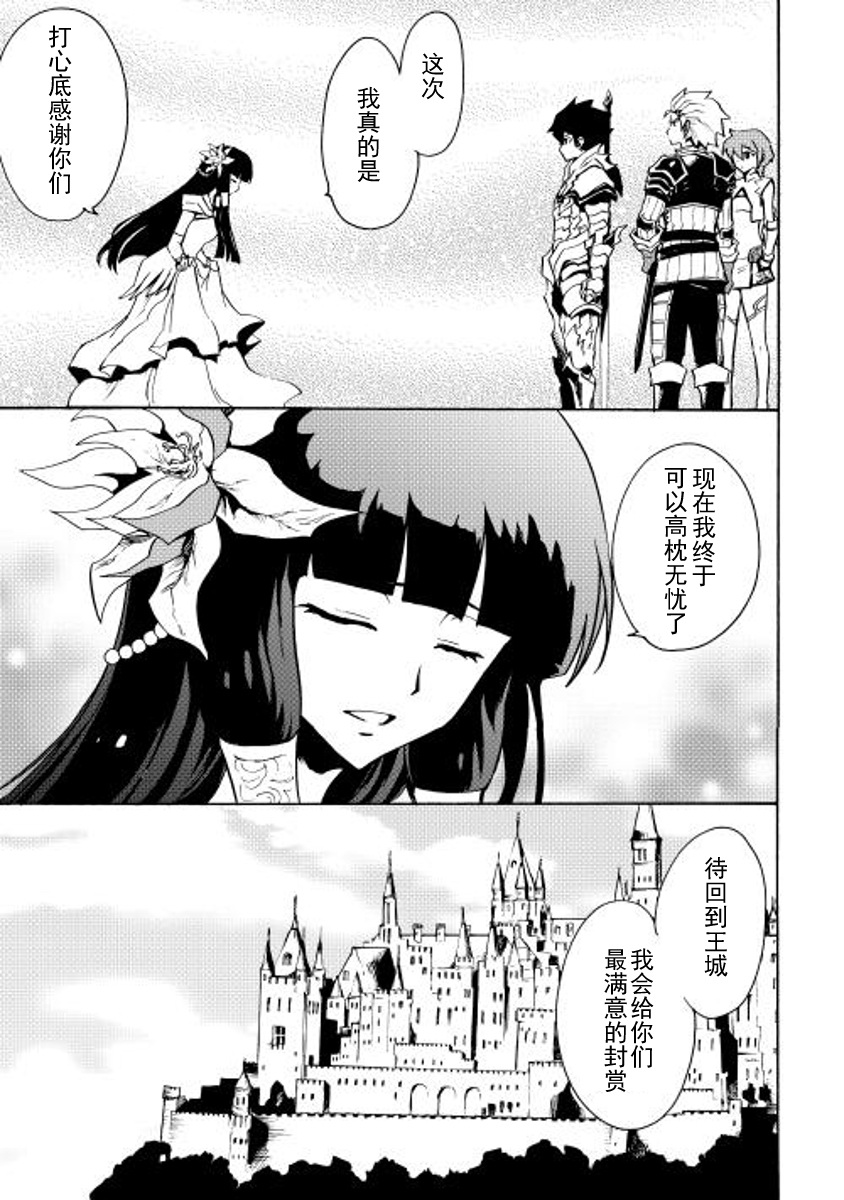 这次
我真的是
打心底感谢你们
现在我终于
可以高枕无忧了
待回到王城
我会给你们
最满意的封赏